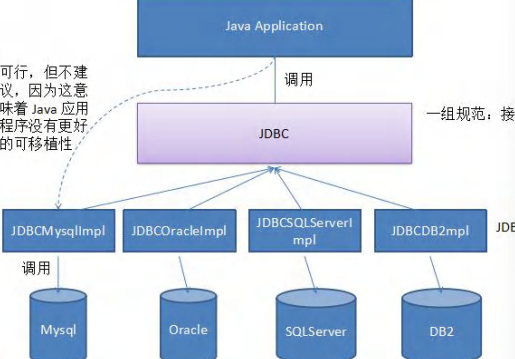 Java Application
可行，但不建
议，因为这意
味着 Java 应用
程序没有更好
的可移植性
调用
JDBC
一组规范：接
JDBCMysqlImpl
JDBCOracleImpl
JDBCSQLServerI
mpl
JDBCDB2mpl
JDB
调用
Mysql
Oracle
SQLServer
DB2